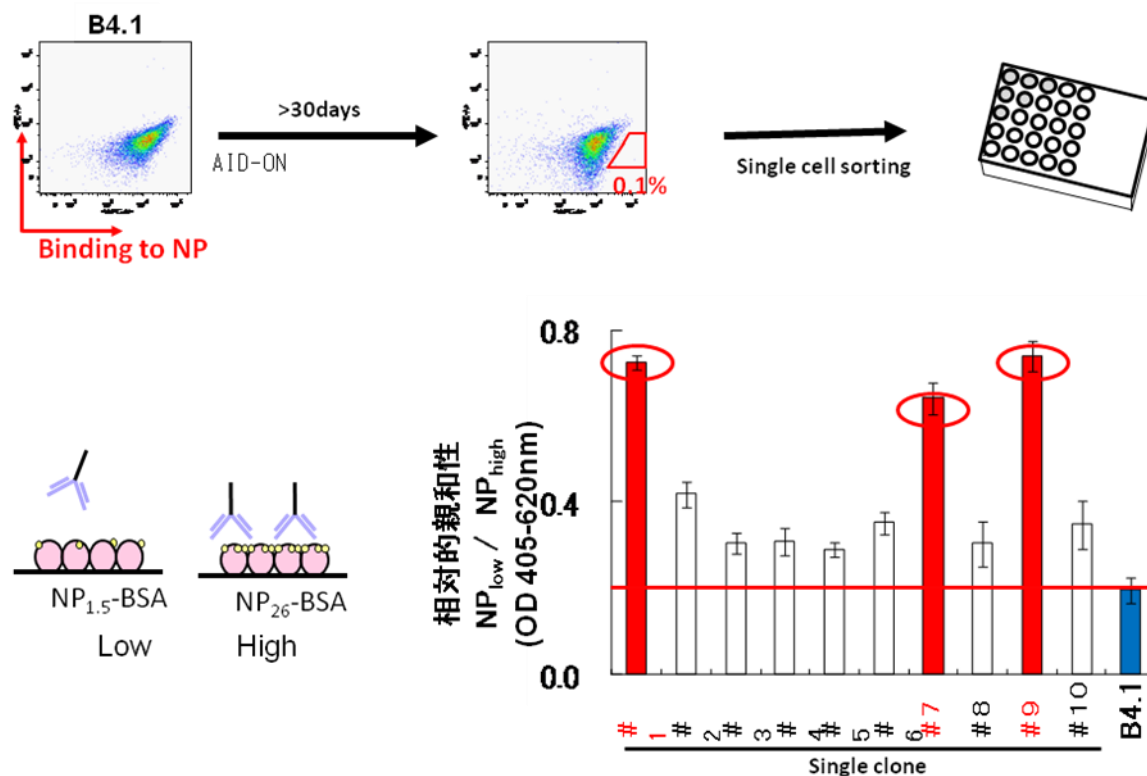 B4.1
>30days
AID-ON
0.1%
Single cell sorting
Binding to NP
NP1.5-BSA
Low
NP26-BSA
High
相対的親和性
NPlow / NPhigh
(OD 405-620nm)
0.8
0.4
0.0
#1
#2
#3
#4
#5
#6
#7
#8
#9
#10
B4.1
Single clone